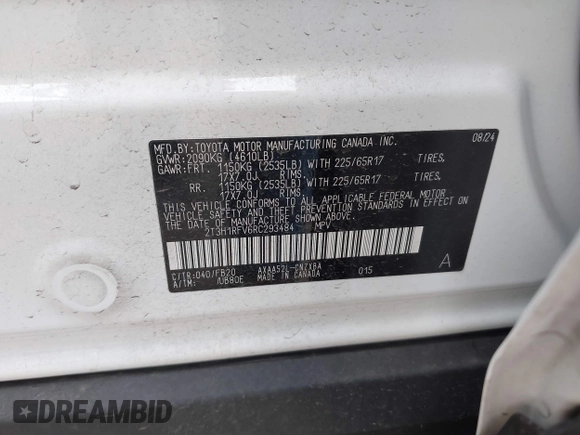 MFD.BY:TOYOTA MOTOR MANUFACTURING CANADA INC. 08/24
GVWR:2090KG (4610LB)
GAWR:FRT. 1150KG (2535LB) WITH 225/65R17 TIRES,
17X7.0J RIMS.
RR. 1150KG (2535LB) WITH 225/65R17 TIRES,
17X7.0J RIMS.
THIS VEHICLE CONFORMS TO ALL APPLICABLE FEDERAL MOTOR
VEHICLE SAFETY AND THEFT PREVENTION STANDARDS IN EFFECT
ON THE DATE OF MANUFACTURE SHOWN ABOVE.
2T3H1RFV6RC293484 MPV
C/TR:040/FB20 AXAA52L-CNZXBA 015 A
A/TM: /UB80E MADE IN CANADA
DREAMBID